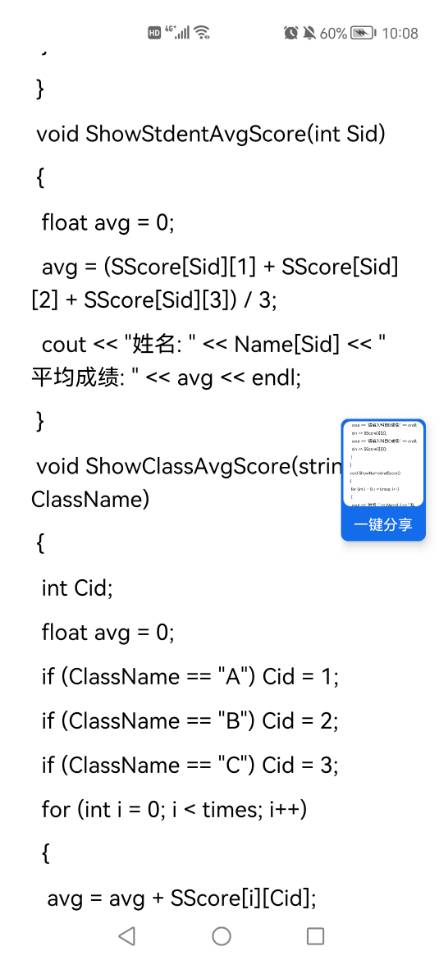 HD 4G 60% 10:08
}
void ShowStdentAvgScore(int Sid)
{
float avg = 0;
avg = (SScore[Sid][1] + SScore[Sid]
[2] + SScore[Sid][3]) / 3;
cout << "姓名: " << Name[Sid] << "
平均成绩: " << avg << endl;
}
void ShowClassAvgScore(strin
ClassName)
{
int Cid;
float avg = 0;
if (ClassName == "A") Cid = 1;
if (ClassName == "B") Cid = 2;
if (ClassName == "C") Cid = 3;
for (int i = 0; i < times; i++)
{
avg = avg + SScore[i][Cid];
一键分享